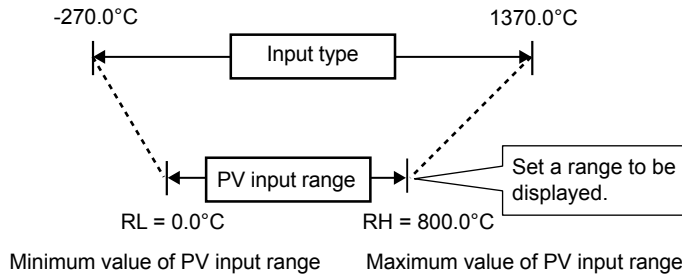 -270.0°C 1370.0°C
Input type
PV input range
Set a range to be
displayed.
RL = 0.0°C RH = 800.0°C
Minimum value of PV input range Maximum value of PV input range